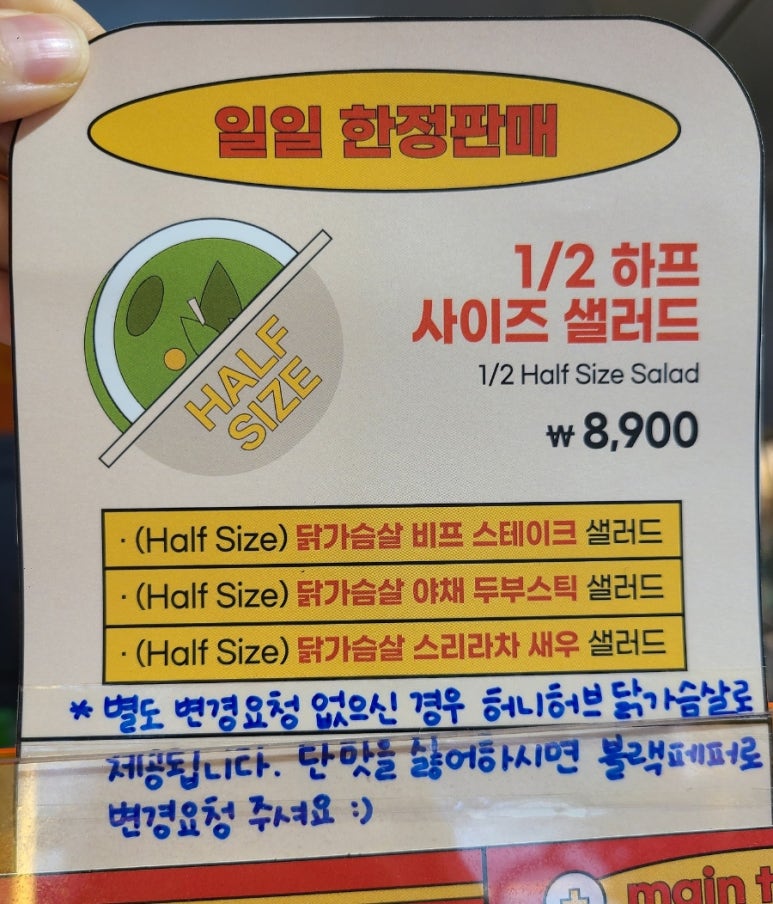 일일 한정판매
HALF
SIZE
1/2 하프
사이즈 샐러드
1/2 Half Size Salad
₩ 8,900
· (Half Size) 닭가슴살 비프 스테이크 샐러드
· (Half Size) 닭가슴살 야채 두부스틱 샐러드
· (Half Size) 닭가슴살 스리라차 새우 샐러드
* 별도 변경요청 없으신 경우 허니허브 닭가슴살로
제공됩니다. 단 맛을 싫어하시면 블랙페퍼로
변경요청 주셔요 :)
main